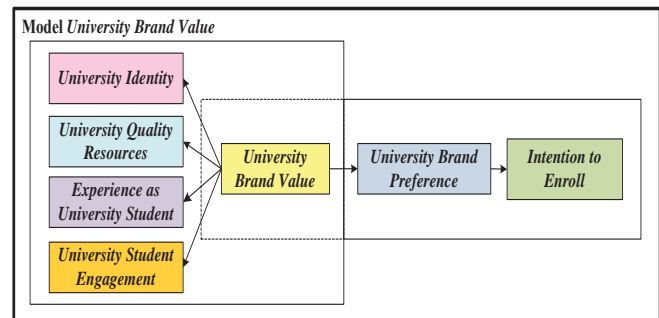 Model University Brand Value
University Identity
University Quality
Resources
Experience as
University Student
University Student
Engagement
University
Brand Value
University Brand
Preference
Intention to
Enroll